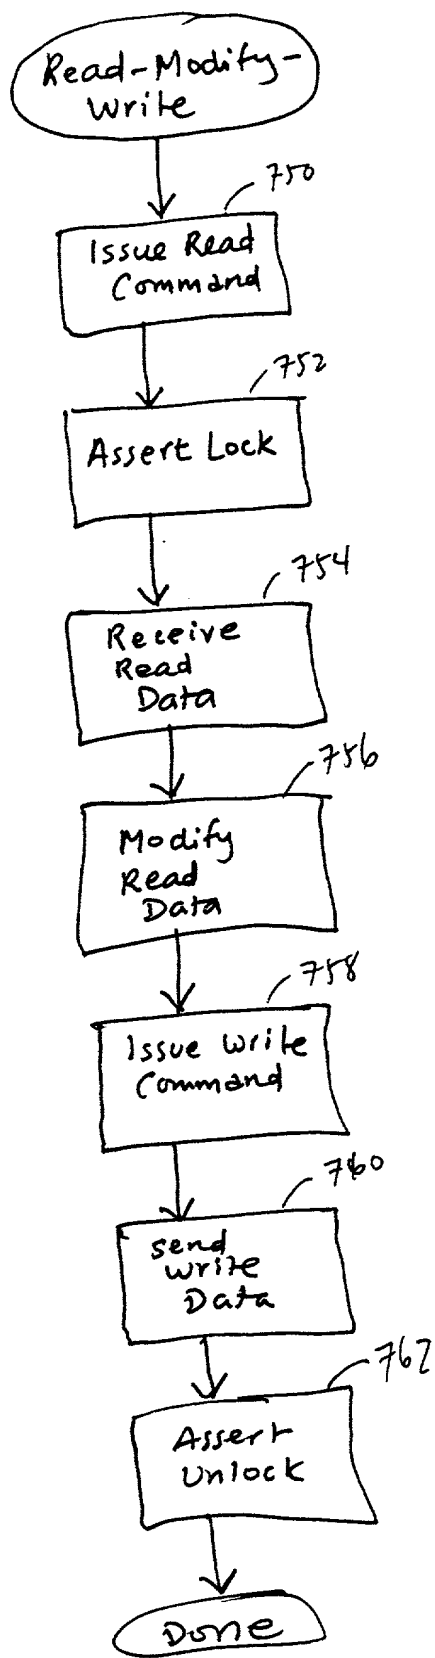 Read-Modify-
Write
750
Issue Read
Command
752
Assert Lock
754
Receive
Read
Data
756
Modify
Read
Data
758
Issue Write
Command
760
send
write
Data
762
Assert
Unlock
Done